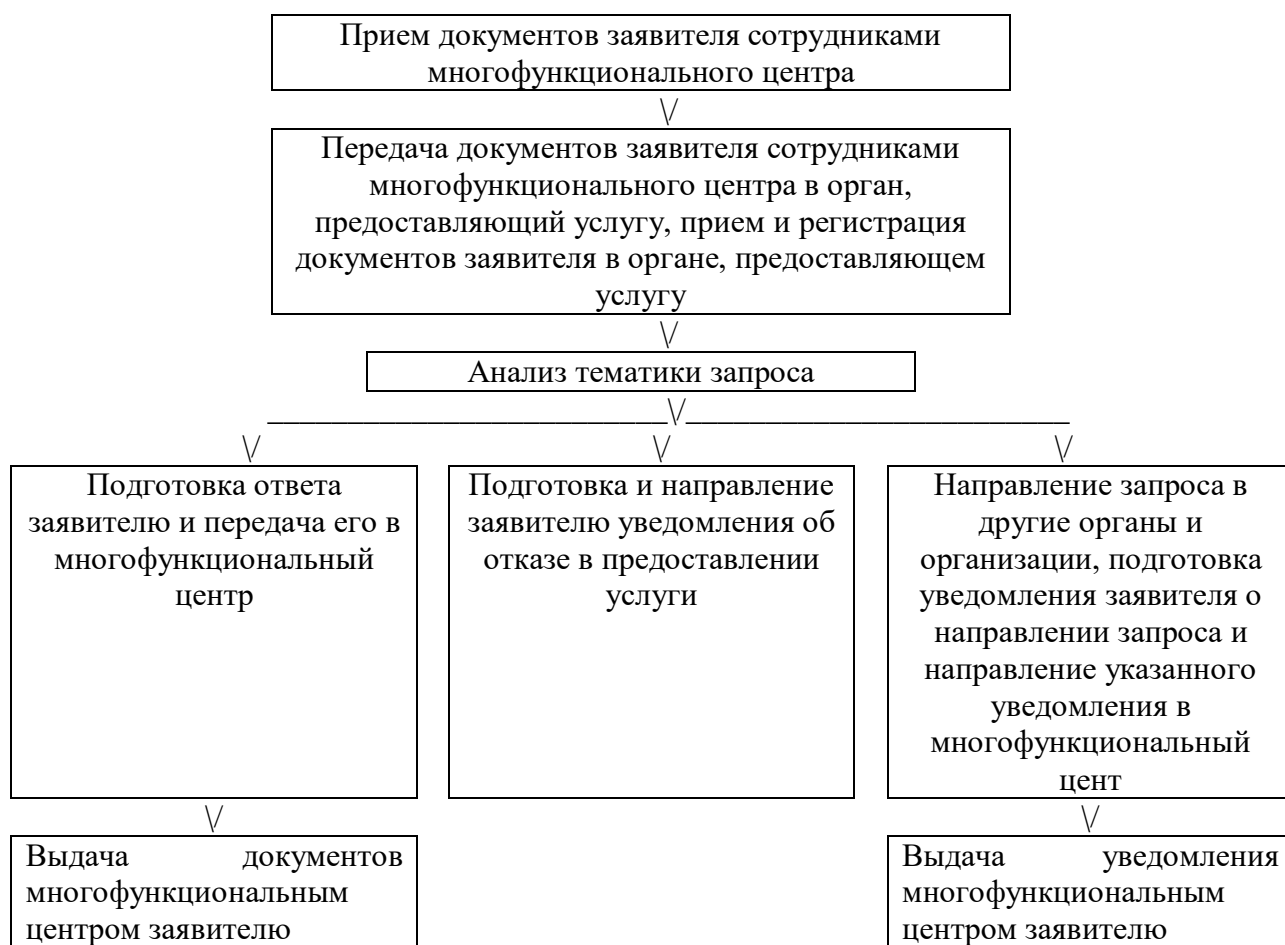 Прием документов заявителя сотрудниками
многофункционального центра
\/
Передача документов заявителя сотрудниками
многофункционального центра в орган,
предоставляющий услугу, прием и регистрация
документов заявителя в органе, предоставляющем
услугу
\/
Анализ тематики запроса
_________________________\/________________________
\/ \/ \/
Подготовка ответа
заявителю и передача его в
многофункциональный
центр
Подготовка и направление
заявителю уведомления об
отказе в предоставлении
услуги
Направление запроса в
другие органы и
организации, подготовка
уведомления заявителя о
направлении запроса и
направление указанного
уведомления в
многофункциональный
цент
\/ \/
Выдача документов
многофункциональным
центром заявителю
Выдача уведомления
многофункциональным
центром заявителю